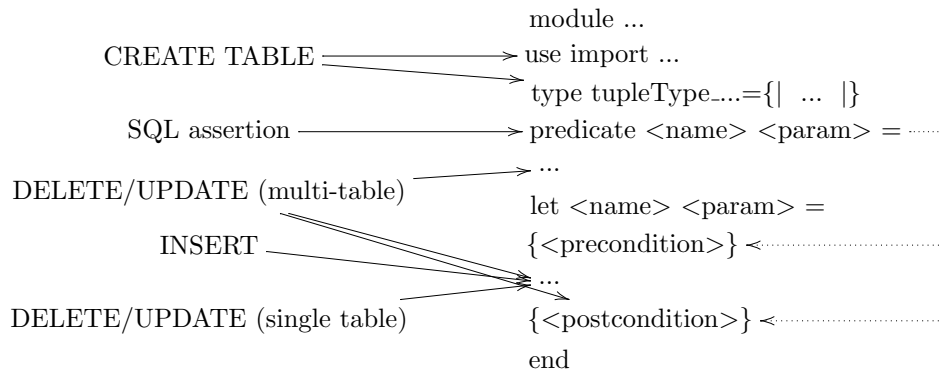 module ...
CREATE TABLE
use import ...
type tupleType_...={| ... |}
SQL assertion
predicate <name> <param> =
...
DELETE/UPDATE (multi-table)
let <name> <param> =
INSERT
{<precondition>}
...
DELETE/UPDATE (single table)
{<postcondition>}
end